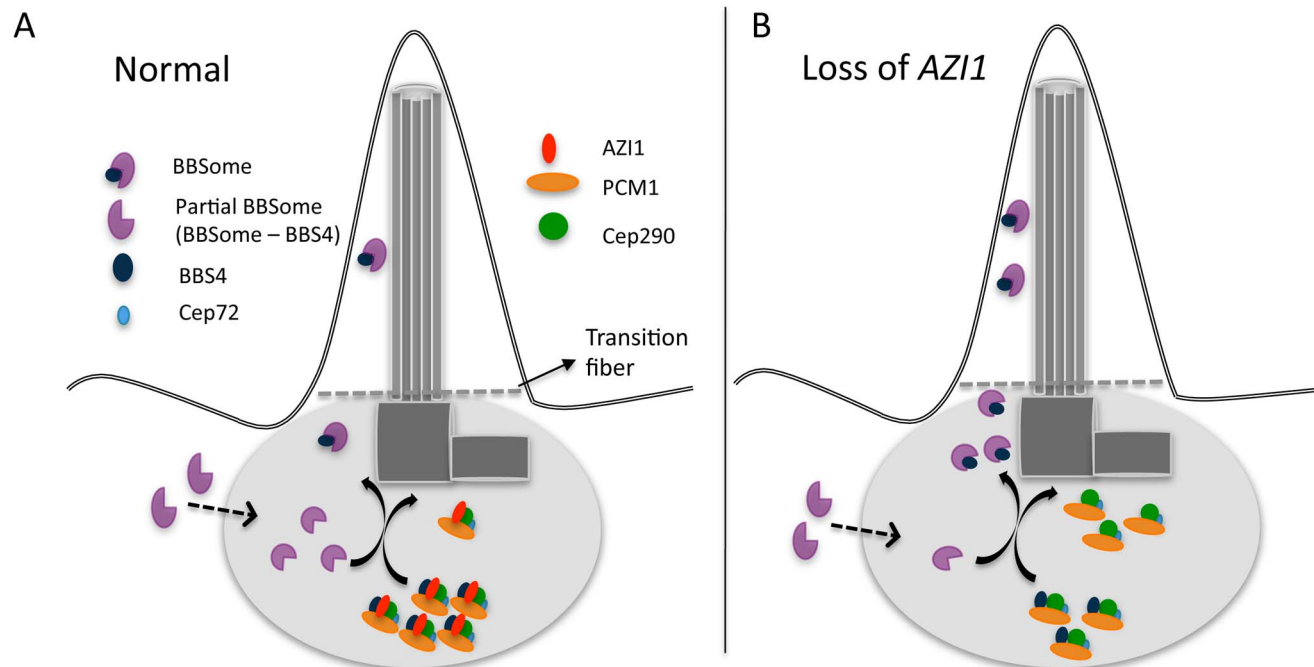 A
Normal
BBSome
Partial BBSome
(BBSome – BBS4)
BBS4
Cep72
AZI1
PCM1
Cep290
Transition
fiber
B
Loss of AZI1